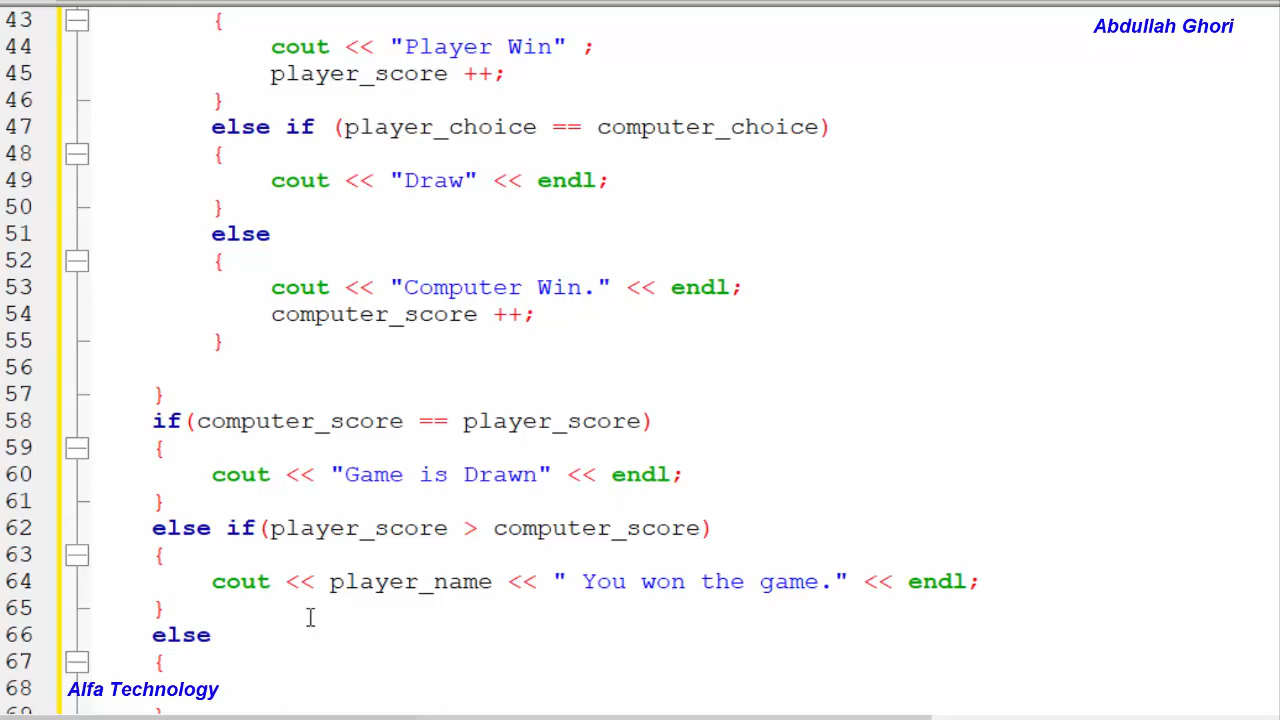 Abdullah Ghori
43 {
44 cout << "Player Win" ;
45 player_score ++;
46 }
47 else if (player_choice == computer_choice)
48 {
49 cout << "Draw" << endl;
50 }
51 else
52 {
53 cout << "Computer Win." << endl;
54 computer_score ++;
55 }
56
57 }
58 if(computer_score == player_score)
59 {
60 cout << "Game is Drawn" << endl;
61 }
62 else if(player_score > computer_score)
63 {
64 cout << player_name << " You won the game." << endl;
65 }
66 else
67 {
68 Alfa Technology
69 }